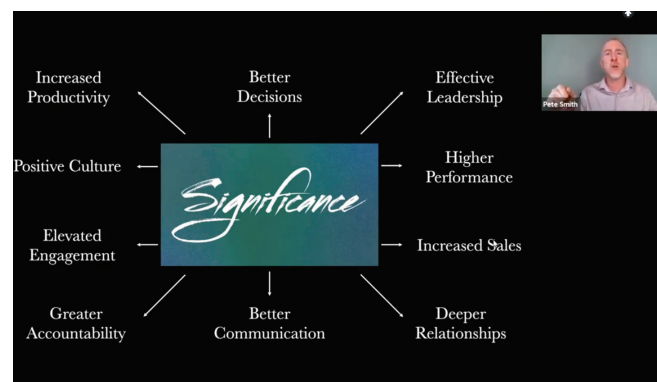 Increased
Productivity
Better
Decisions
Effective
Leadership
Pete Smith
Positive Culture
Significance
Higher
Performance
Elevated
Engagement
Increased Sales
Greater
Accountability
Better
Communication
Deeper
Relationships